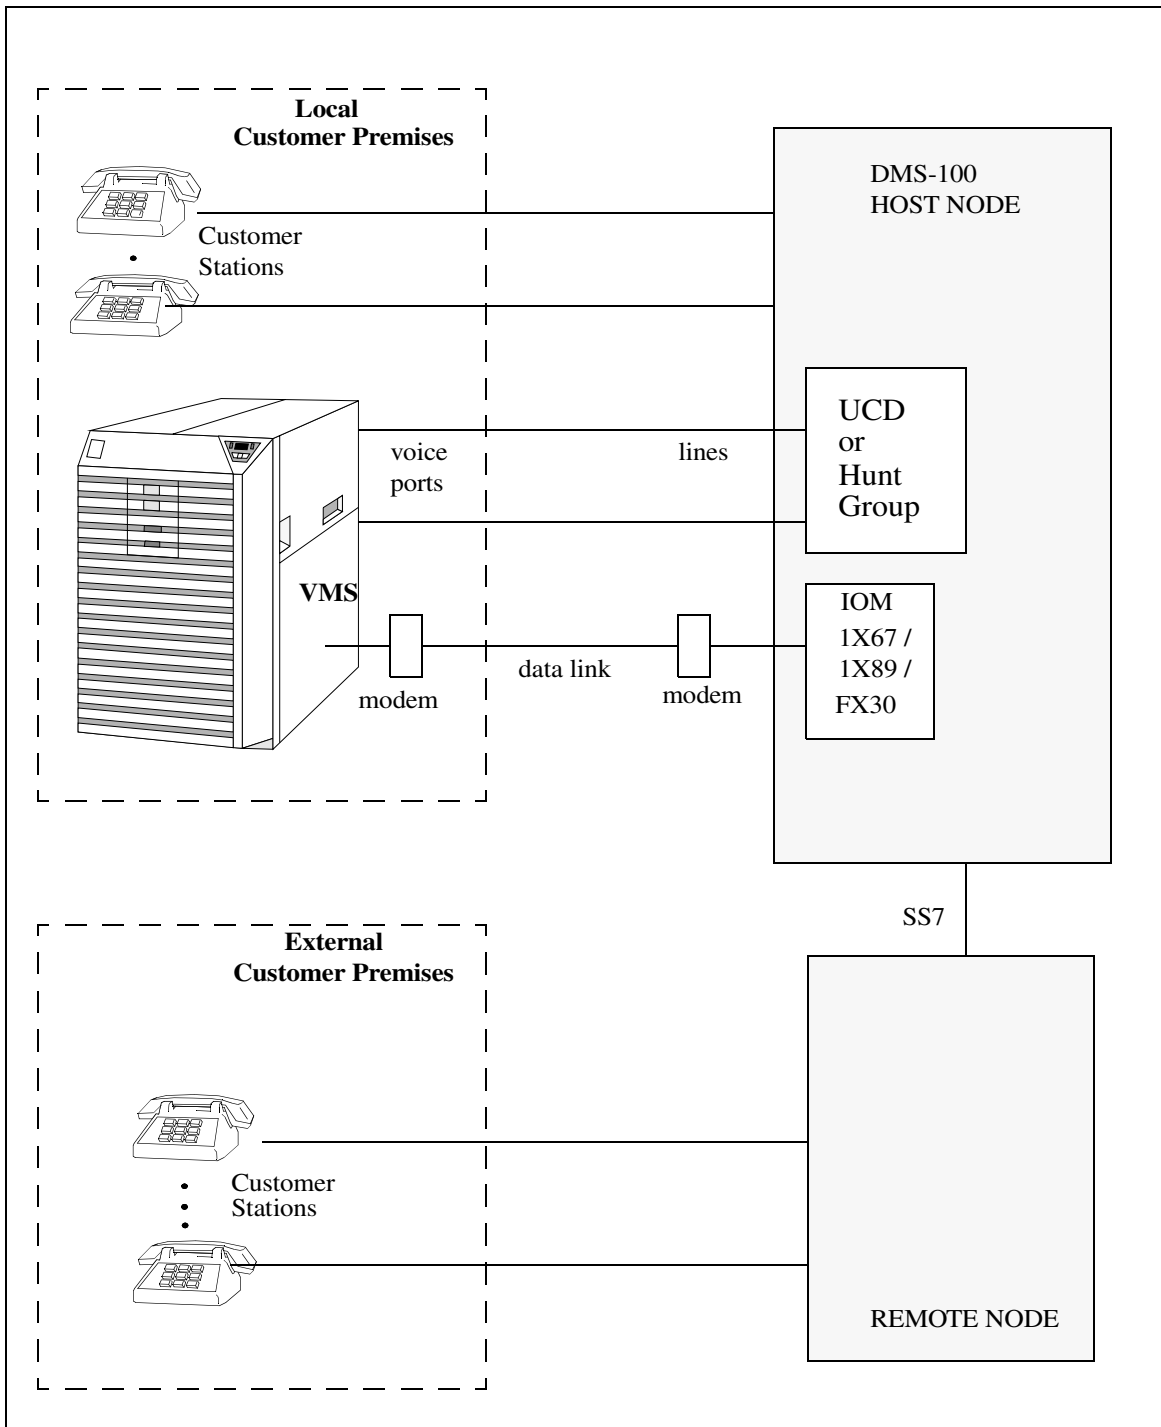 Local
Customer Premises
DMS-100
HOST NODE
Customer
Stations
UCD
or
Hunt
Group
voice
ports
lines
VMS
IOM
1X67 /
1X89 /
FX30
modem
data link
modem
SS7
External
Customer Premises
Customer
Stations
REMOTE NODE